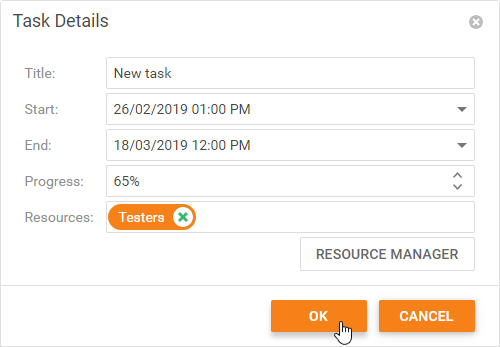 Task Details
Title: New task
Start: 26/02/2019 01:00 PM
End: 18/03/2019 12:00 PM
Progress: 65%
Resources: Testers
RESOURCE MANAGER
OK CANCEL